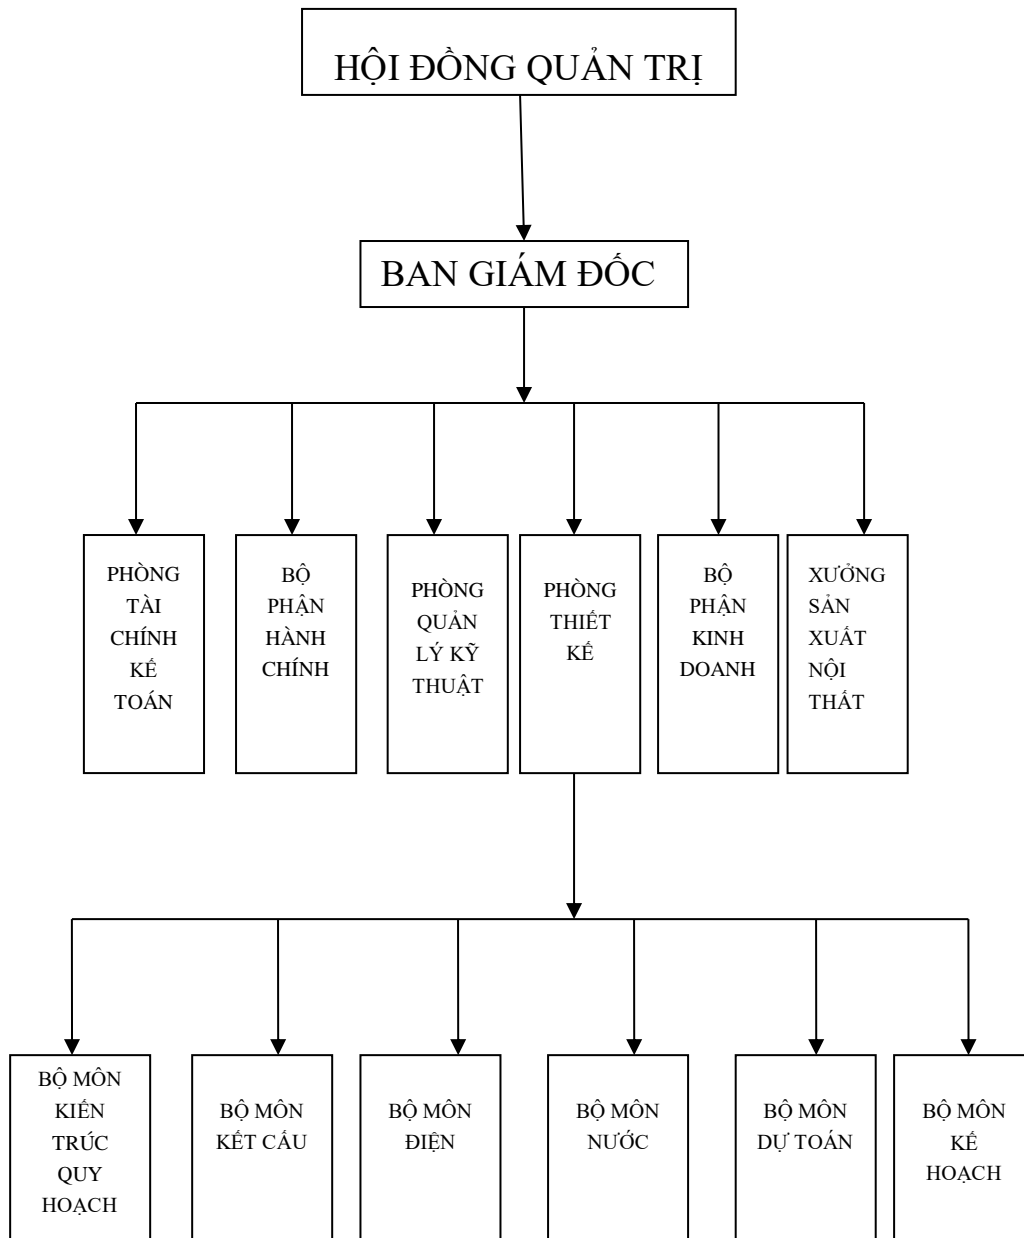 HỘI ĐỒNG QUẢN TRỊ
BAN GIÁM ĐỐC
PHÒNG
TÀI
CHÍNH
KẾ
TOÁN
BỘ
PHẬN
HÀNH
CHÍNH
PHÒNG
QUẢN
LÝ KỸ
THUẬT
PHÒNG
THIẾT
KẾ
BỘ
PHẬN
KINH
DOANH
XƯỞNG
SẢN
XUẤT
NỘI
THẤT
BỘ MÔN
KIẾN
TRÚC
QUY
HOẠCH
BỘ MÔN
KẾT CẤU
BỘ MÔN
ĐIỆN
BỘ MÔN
NƯỚC
BỘ MÔN
DỰ TOÁN
BỘ MÔN
KẾ
HOẠCH